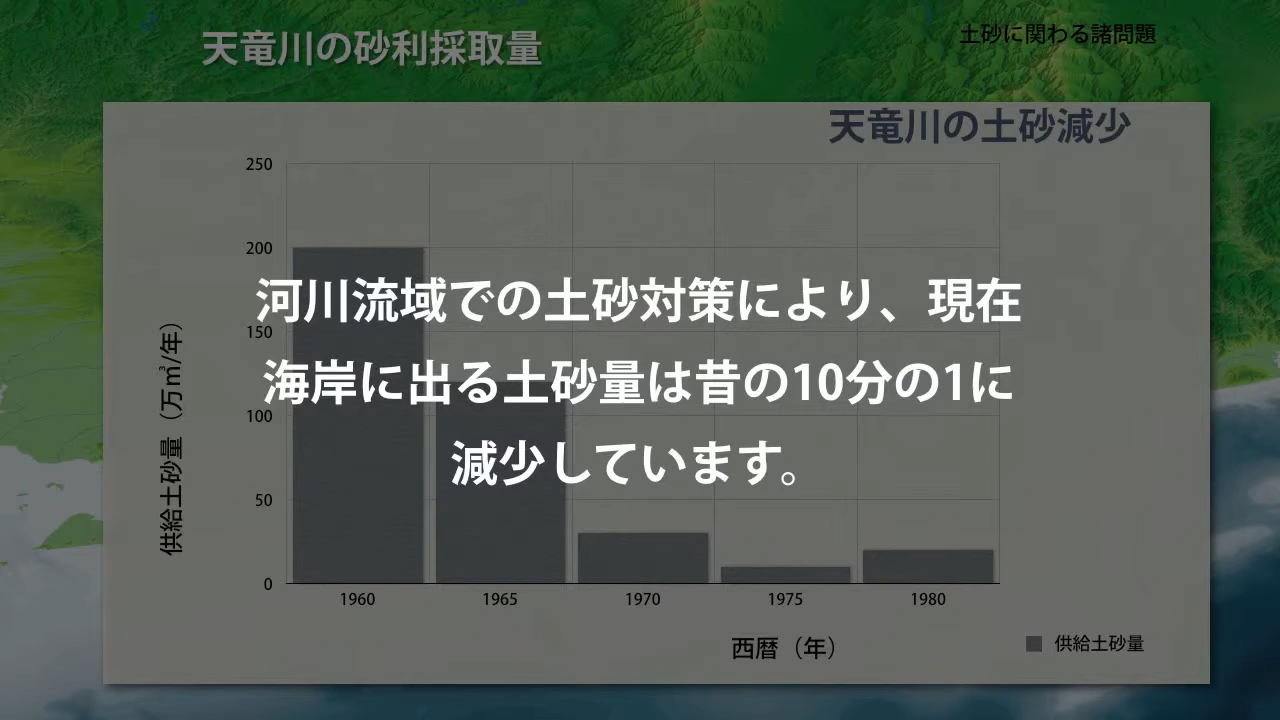 天竜川の砂利採取量
土砂に関わる諸問題
天竜川の土砂減少
250
200
150
100
50
0
供給土砂量（万㎥/年）
河川流域での土砂対策により、現在
海岸に出る土砂量は昔の10分の1に
減少しています。
1960 1965 1970 1975 1980
西暦（年）
供給土砂量